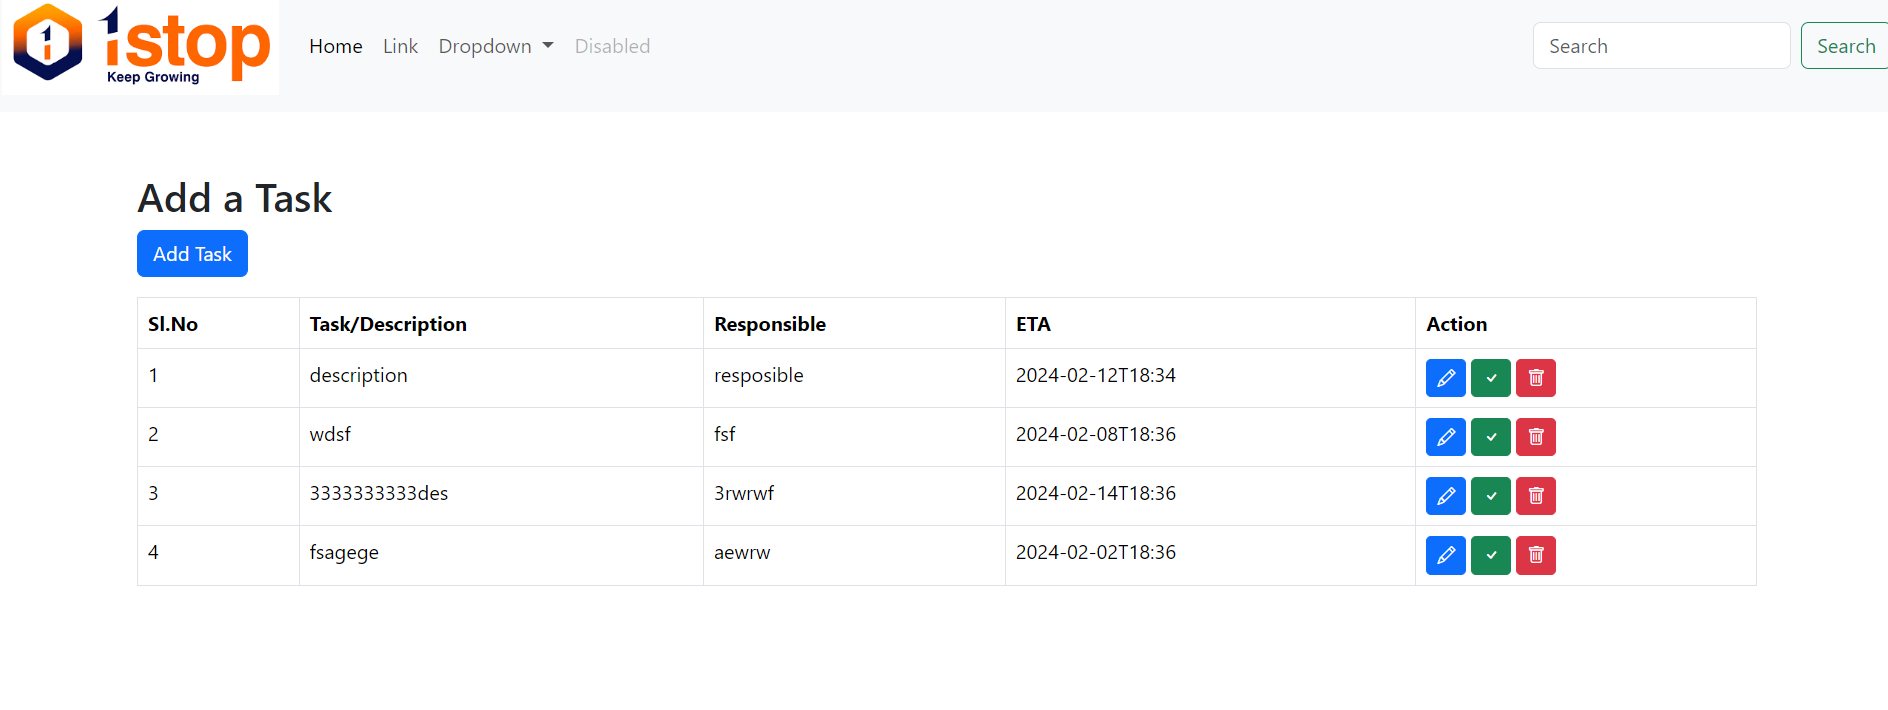 1stop
Keep Growing
Home Link Dropdown Disabled Search Search
Add a Task
Add Task
Sl.No Task/Description Responsible ETA Action
1 description resposible 2024-02-12T18:34
2 wdsf fsf 2024-02-08T18:36
3 3333333333des 3rwrwf 2024-02-14T18:36
4 fsagege aewrw 2024-02-02T18:36